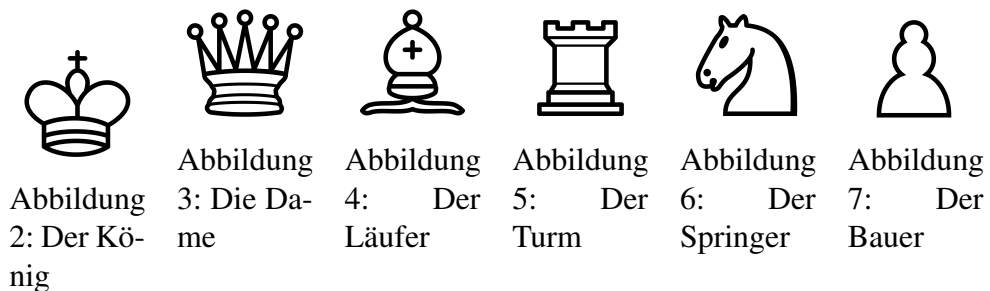 Abbildung
2: Der Kö-
nig
Abbildung
3: Die Da-
me
Abbildung
4: Der
Läufer
Abbildung
5: Der
Turm
Abbildung
6: Der
Springer
Abbildung
7: Der
Bauer